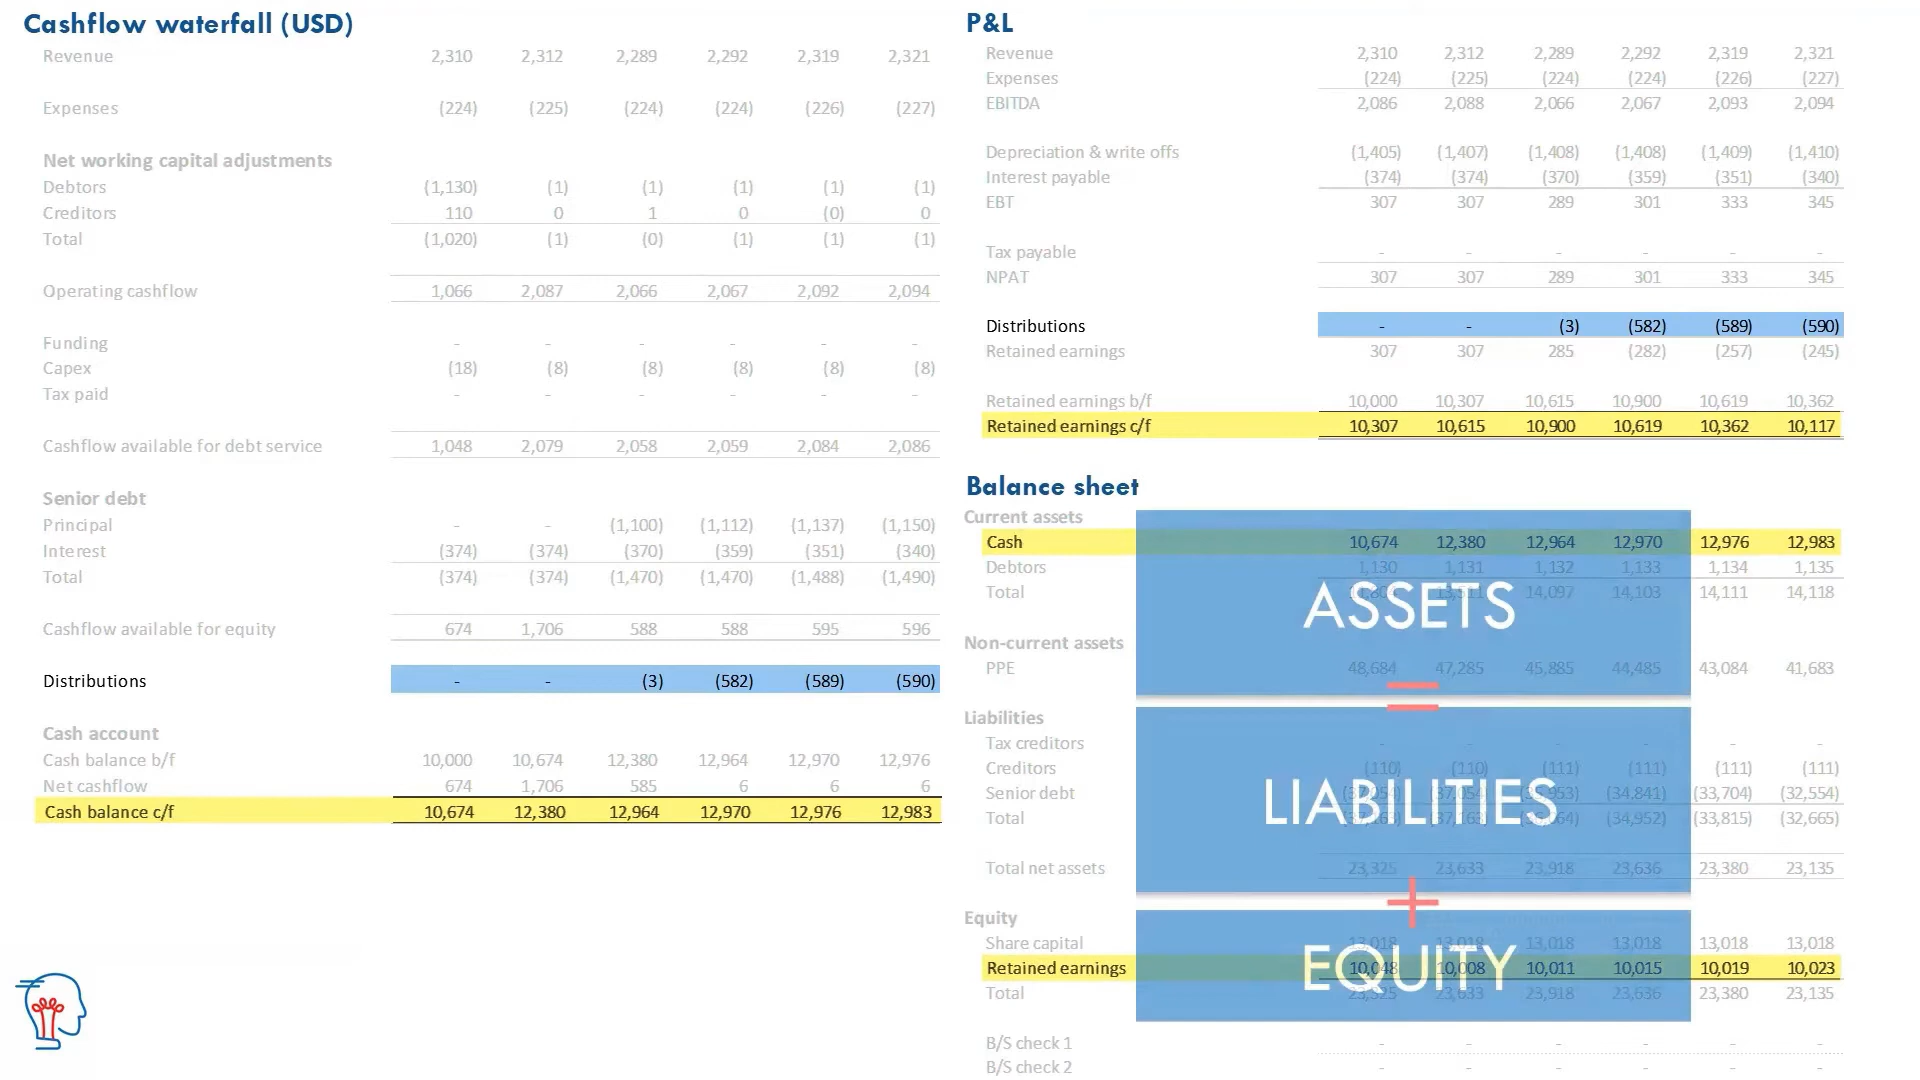 Cashflow waterfall (USD)
Revenue 2,310 2,312 2,289 2,292 2,319 2,321
Expenses (224) (225) (224) (224) (226) (227)
Net working capital adjustments
Debtors (1,130) (1) (1) (1) (1) (1)
Creditors 110 0 1 0 (0) 0
Total (1,020) (1) (0) (1) (1) (1)
Operating cashflow 1,066 2,087 2,066 2,067 2,092 2,094
Funding - - - - - -
Capex (18) (8) (8) (8) (8) (8)
Tax paid - - - - - -
Cashflow available for debt service 1,048 2,079 2,058 2,059 2,084 2,086
Senior debt
Principal - - (1,100) (1,112) (1,137) (1,150)
Interest (374) (374) (370) (359) (351) (340)
Total (374) (374) (1,470) (1,470) (1,488) (1,490)
Cashflow available for equity 674 1,706 588 588 595 596
Distributions - - (3) (582) (589) (590)
Cash account
Cash balance b/f 10,000 10,674 12,380 12,964 12,970 12,976
Net cashflow 674 1,706 585 6 6 6
Cash balance c/f 10,674 12,380 12,964 12,970 12,976 12,983
P&L
Revenue 2,310 2,312 2,289 2,292 2,319 2,321
Expenses (224) (225) (224) (224) (226) (227)
EBITDA 2,086 2,088 2,066 2,067 2,093 2,094
Depreciation & write offs (1,405) (1,407) (1,408) (1,408) (1,409) (1,410)
Interest payable (374) (374) (370) (359) (351) (340)
EBT 307 307 289 301 333 345
Tax payable - - - - - -
NPAT 307 307 289 301 333 345
Distributions - - (3) (582) (589) (590)
Retained earnings 307 307 285 (282) (257) (245)
Retained earnings b/f 10,000 10,307 10,615 10,900 10,619 10,362
Retained earnings c/f 10,307 10,615 10,900 10,619 10,362 10,117
Balance sheet
Current assets
Cash 10,674 12,380 12,964 12,970 12,976 12,983
Debtors 1,130 1,131 1,132 1,133 1,134 1,135
Total 14,097 14,103 14,111 14,118
ASSETS
Non-current assets
PPE 48,684 47,285 45,885 44,485 43,084 41,683
=
Liabilities
Tax creditors - - - - - -
Creditors (110) (110) (111) (111) (111) (111)
Senior debt (34,841) (33,704) (32,554)
LIABILITIES
Total (34,952) (33,815) (32,665)
Total net assets 23,325 23,633 23,918 23,636 23,380 23,135
+
Equity
Share capital 13,018 13,018 13,018 13,018 13,018 13,018
Retained earnings 10,008 10,011 10,015 10,019 10,023
EQUITY
Total 23,633 23,918 23,636 23,380 23,135
B/S check 1 - - - - - -
B/S check 2 - - - - - -